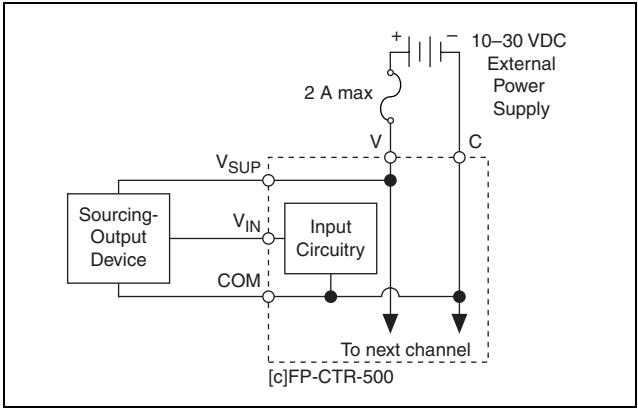 +
–
10–30 VDC
External
Power
Supply
2 A max
V
C
VSUP
Sourcing-
Output
Device
VIN
Input
Circuitry
COM
To next channel
[c]FP-CTR-500